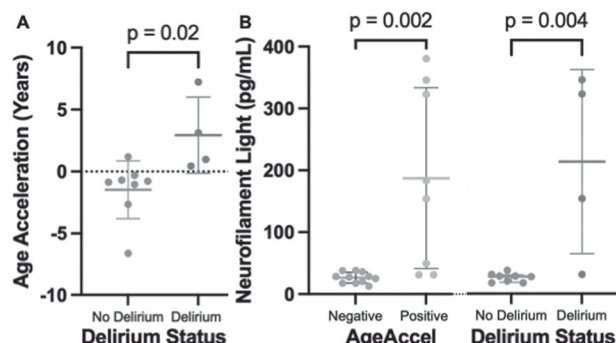 A
p = 0.02
Age Acceleration (Years)
10
5
0
-5
-10
No Delirium Delirium
Delirium Status
B
p = 0.002
p = 0.004
Neurofilament Light (pg/mL)
400
300
200
100
0
Negative Positive
AgeAccel
No Delirium Delirium
Delirium Status